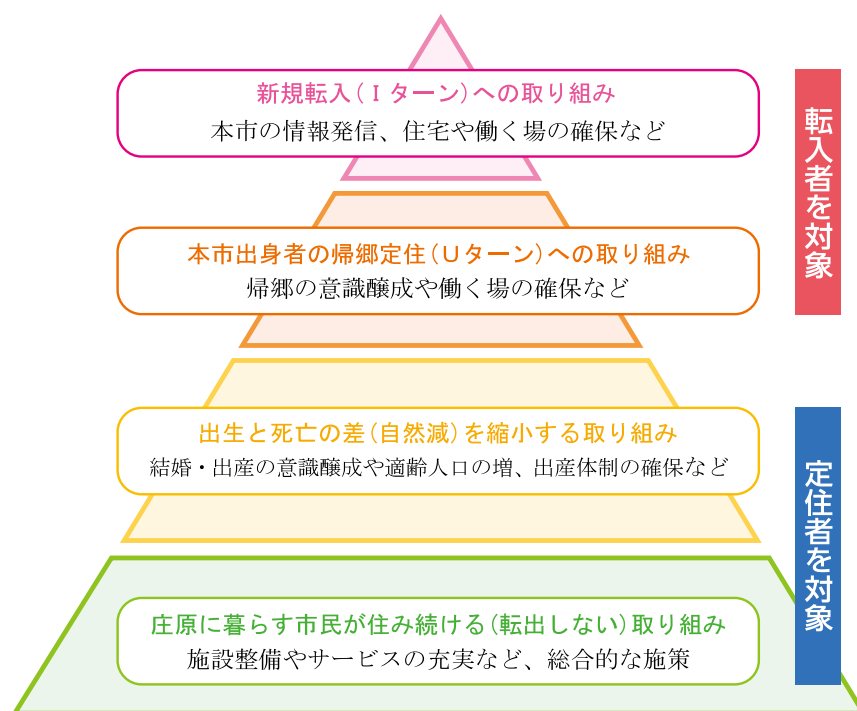 新規転入(Ｉターン)への取り組み
本市の情報発信、住宅や働く場の確保など
本市出身者の帰郷定住(Ｕターン)への取り組み
帰郷の意識醸成や働く場の確保など
転入者を対象
出生と死亡の差(自然減)を縮小する取り組み
結婚・出産の意識醸成や適齢人口の増、出産体制の確保など
庄原に暮らす市民が住み続ける(転出しない)取り組み
施設整備やサービスの充実など、総合的な施策
定住者を対象